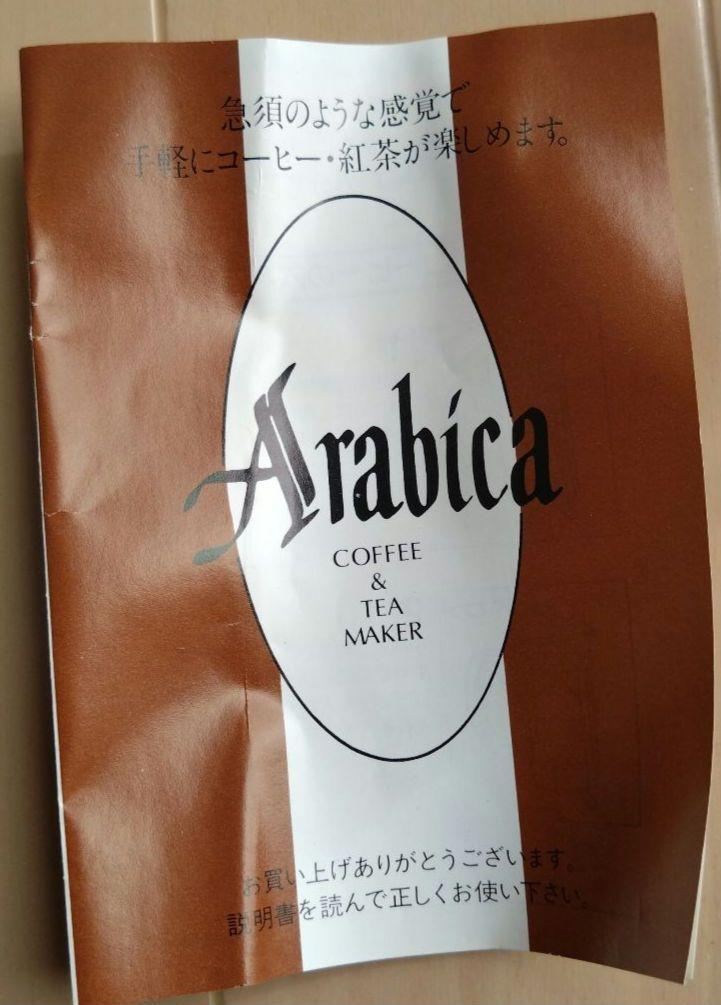 急須のような感覚で
手軽にコーヒー・紅茶が楽しめます。
Arabica
COFFEE
&
TEA
MAKER
お買い上げありがとうございます。
説明書を読んで正しくお使い下さい。